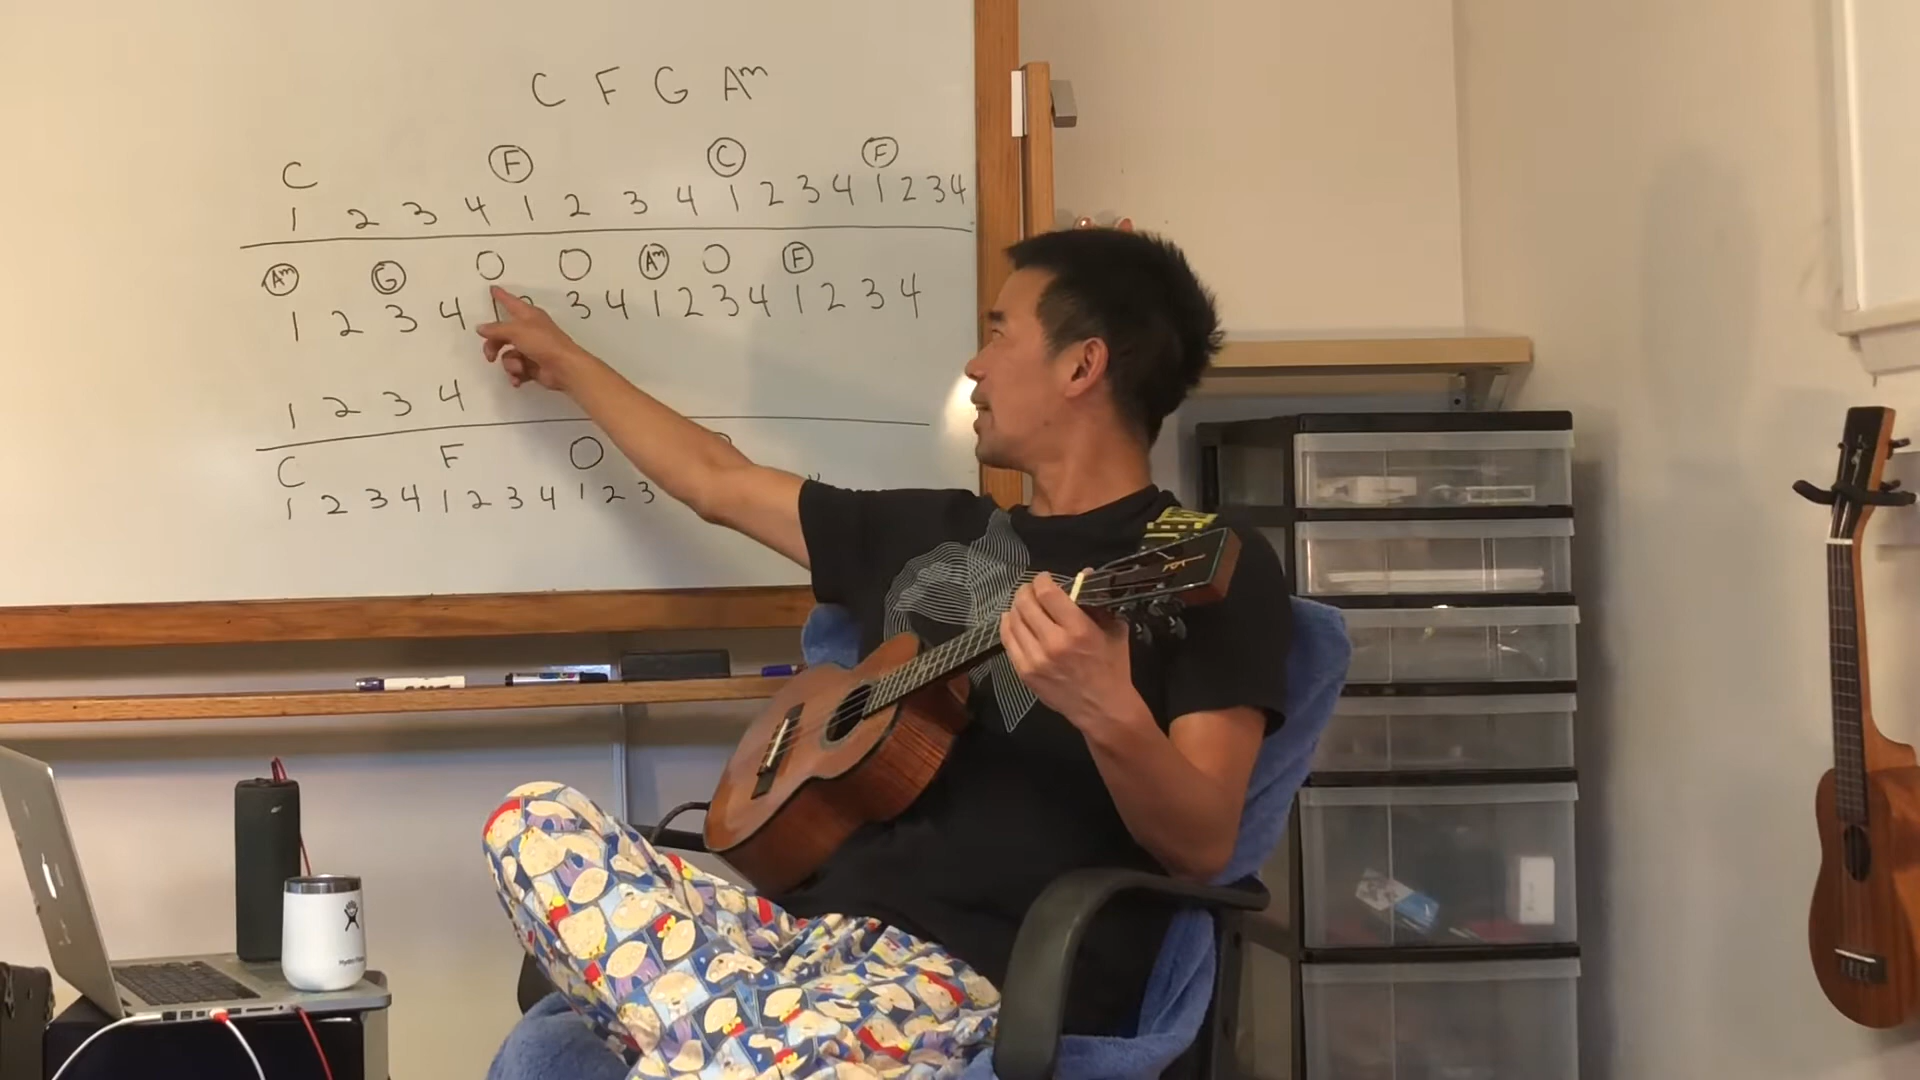 C F G Am
C F C F
1 2 3 4 1 2 3 4 1 2 3 4 1 2 3 4
Am G O O Am O F
1 2 3 4 1 2 3 4 1 2 3 4 1 2 3 4
1 2 3 4
C F O
1 2 3 4 1 2 3 4 1 2 3